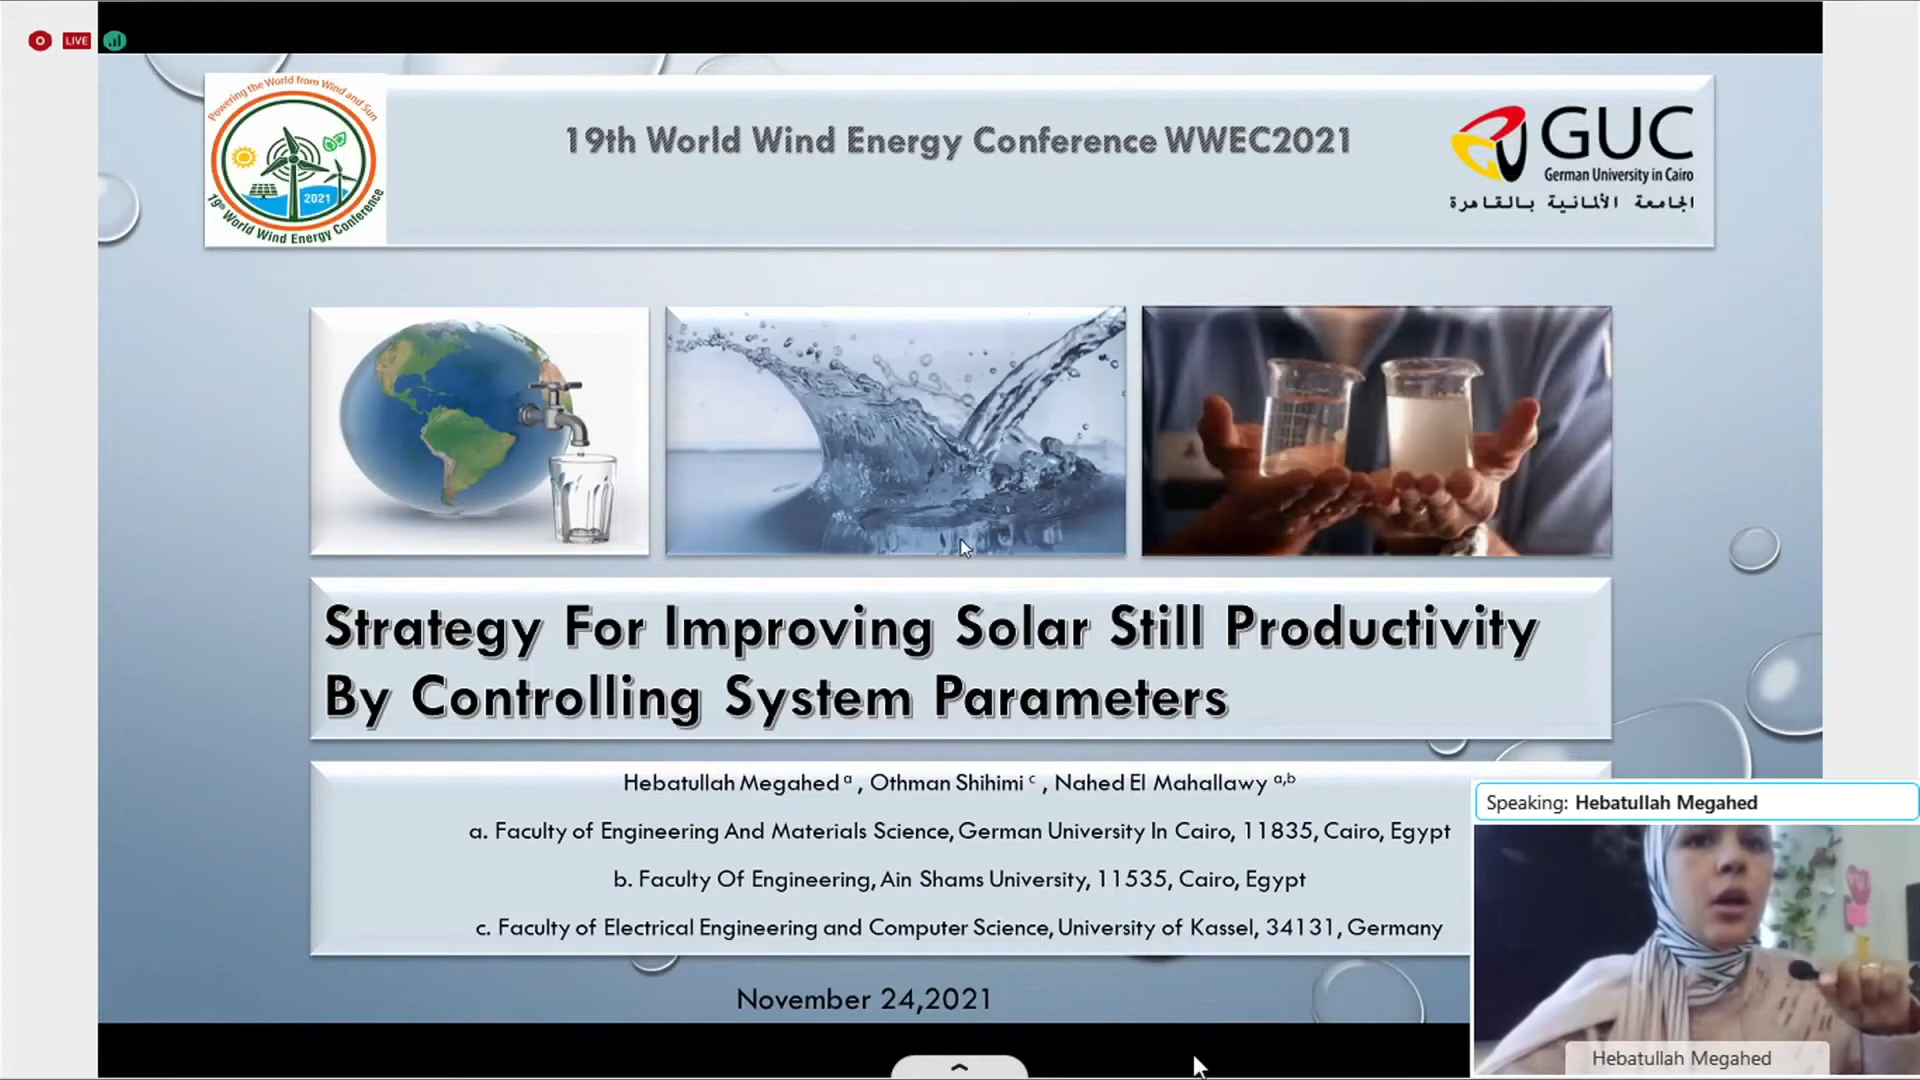 LIVE
Powering the World from Wind and Sun
2021
19th World Wind Energy Conference
19th World Wind Energy Conference WWEC2021
GUC
German University in Cairo
الجامعة الألمانية بالقاهرة
Strategy For Improving Solar Still Productivity
By Controlling System Parameters
Hebatullah Megahed a , Othman Shihimi c , Nahed El Mahallawy a,b
a. Faculty of Engineering And Materials Science, German University In Cairo, 11835, Cairo, Egypt
b. Faculty Of Engineering, Ain Shams University, 11535, Cairo, Egypt
c. Faculty of Electrical Engineering and Computer Science, University of Kassel, 34131, Germany
November 24,2021
Speaking: Hebatullah Megahed
Hebatullah Megahed